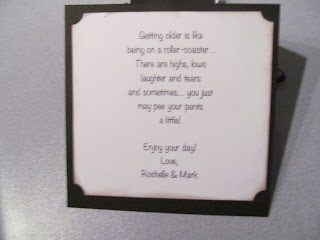 Getting older is like
being on a roller-coaster...
There are highs, lows
laughter and tears
and sometimes... you just
may pee your pants
a little!
Enjoy your day!
Love,
Rochelle & Mark